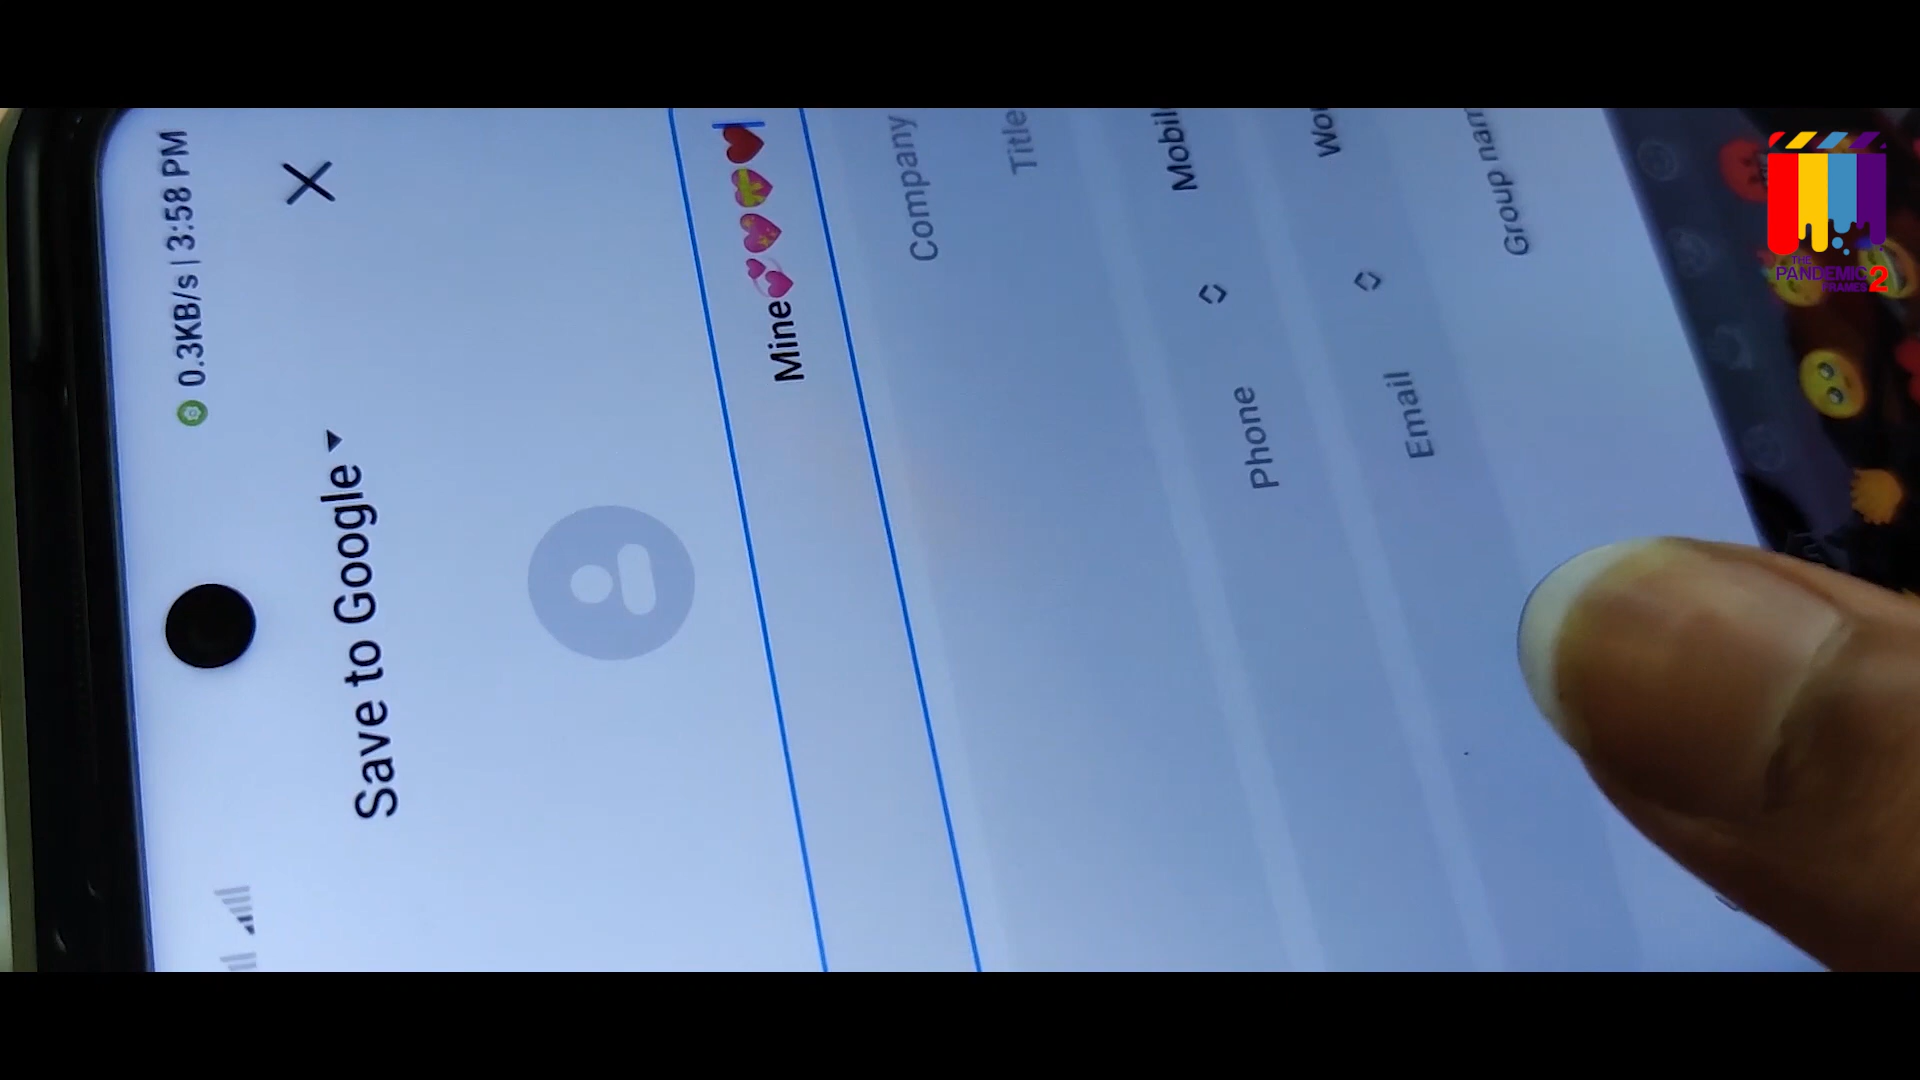 0.3KB/s | 3:58 PM
Save to Google
Mine💞💖💝❤️
Company
Title
Phone
Mobil
Email
Wo
Group nam
THE
PANDEMIC 2
FRAMES